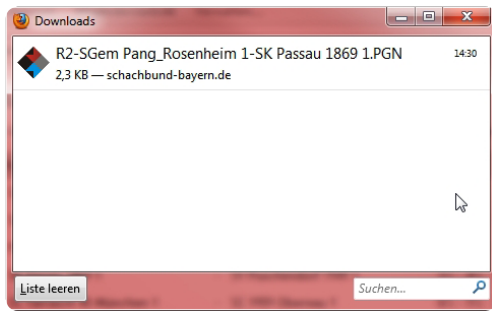 Downloads
R2-SGem Pang_Rosenheim 1-SK Passau 1869 1.PGN 14:30
2,3 KB — schachbund-bayern.de
Liste leeren Suchen...